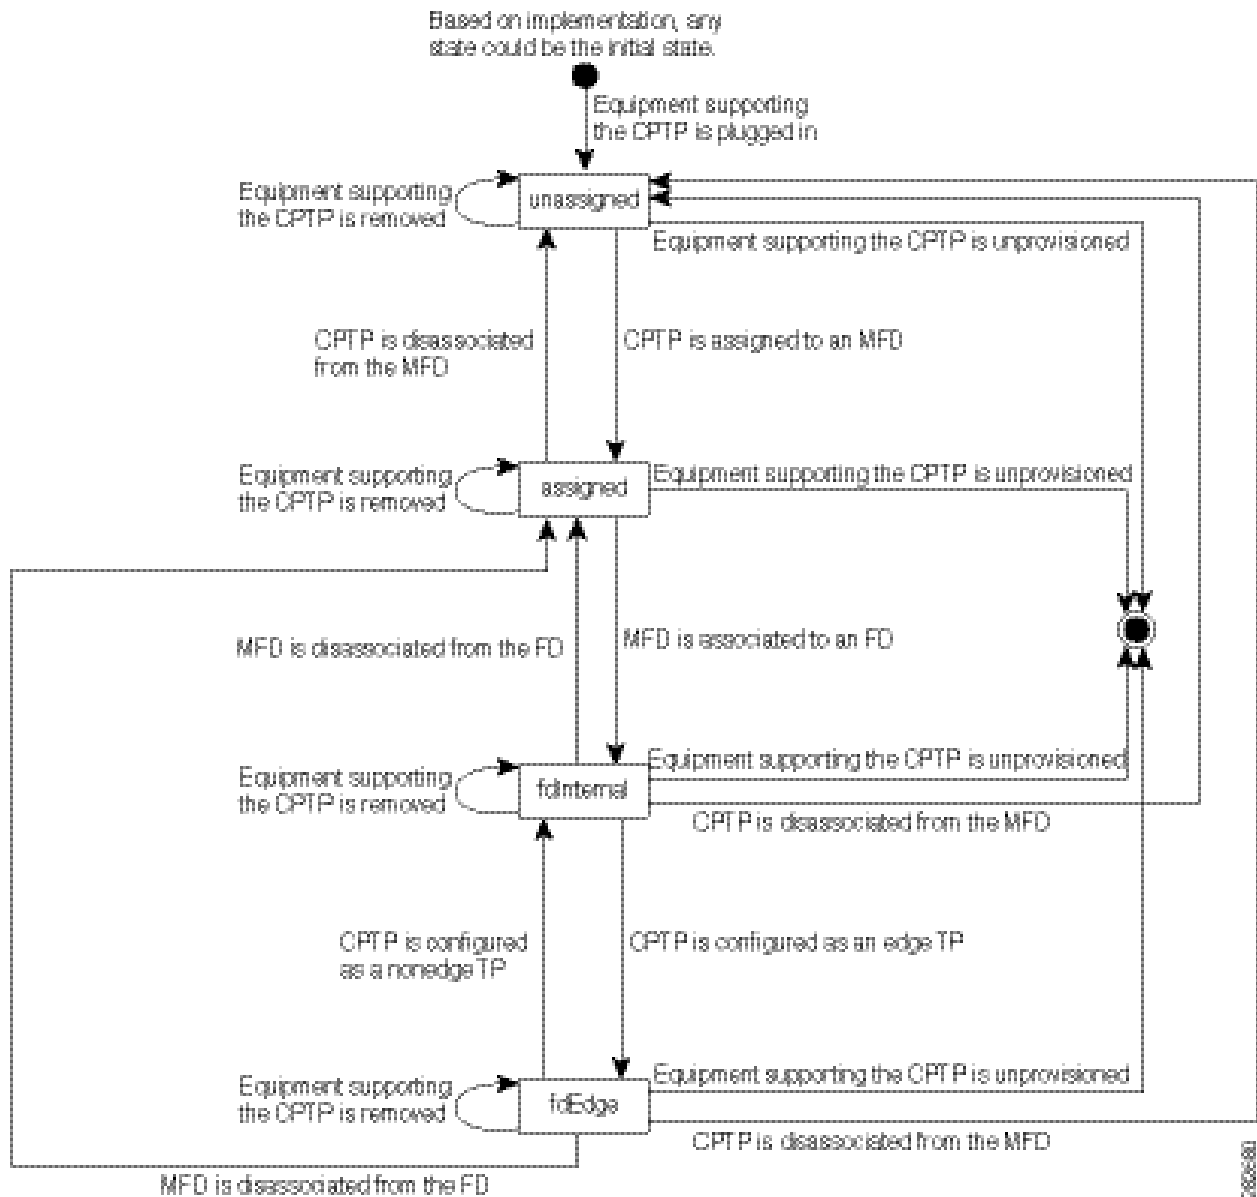 Based on implementation, any
state could be the initial state.
Equipment supporting
the CPTP is plugged in
Equipment supporting
the CPTP is removed
unassigned
Equipment supporting the CPTP is unprovisioned
CPTP is disassociated
from the MFD
CPTP is assigned to an MFD
Equipment supporting
the CPTP is removed
assigned
Equipment supporting the CPTP is unprovisioned
MFD is disassociated from the FD
MFD is associated to an FD
Equipment supporting
the CPTP is removed
fdInternal
Equipment supporting the CPTP is unprovisioned
CPTP is disassociated from the MFD
CPTP is configured
as a nonedge TP
CPTP is configured as an edge TP
Equipment supporting
the CPTP is removed
fdEdge
Equipment supporting the CPTP is unprovisioned
CPTP is disassociated from the MFD
MFD is disassociated from the FD